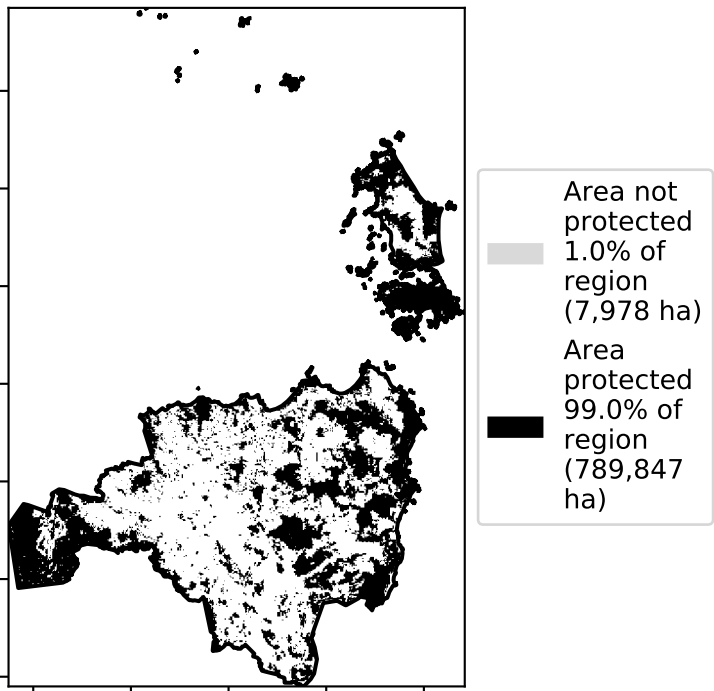 Area not
protected
1.0% of
region
(7,978 ha)
Area
protected
99.0% of
region
(789,847
ha)